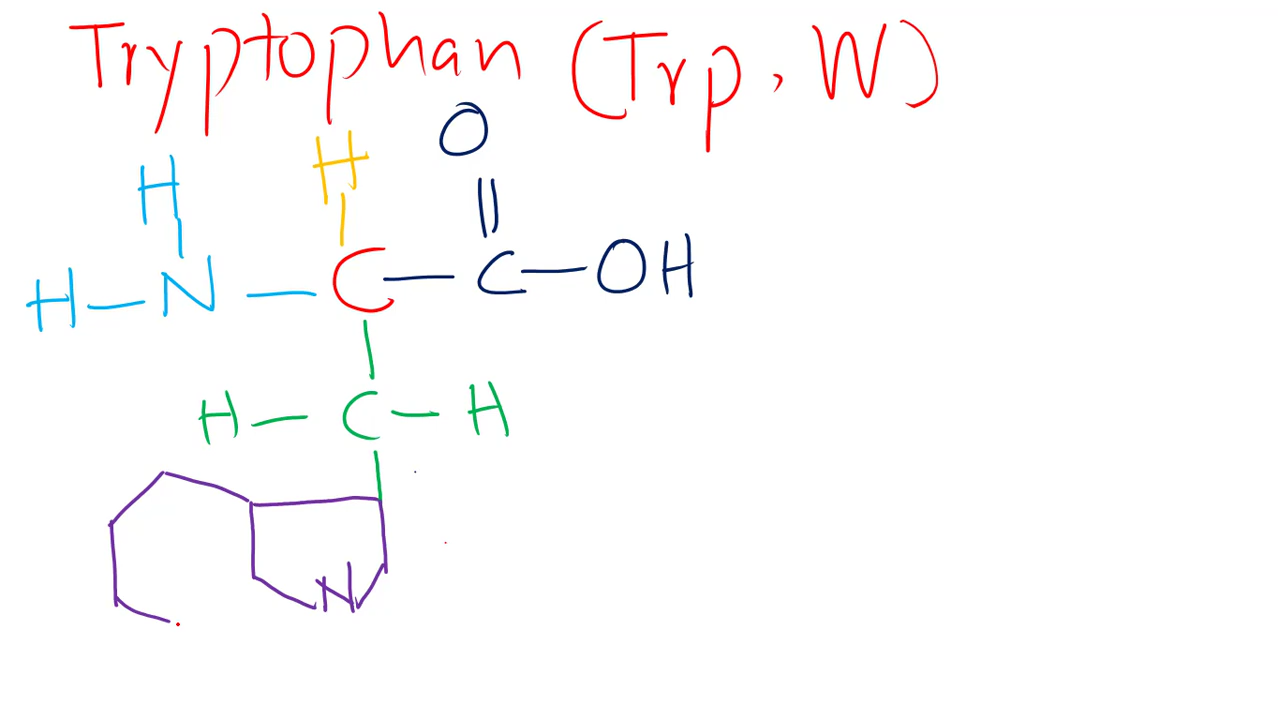 Tryptophan (Trp, W)
O
H H
H-N-C-C-OH
H-C-H
N